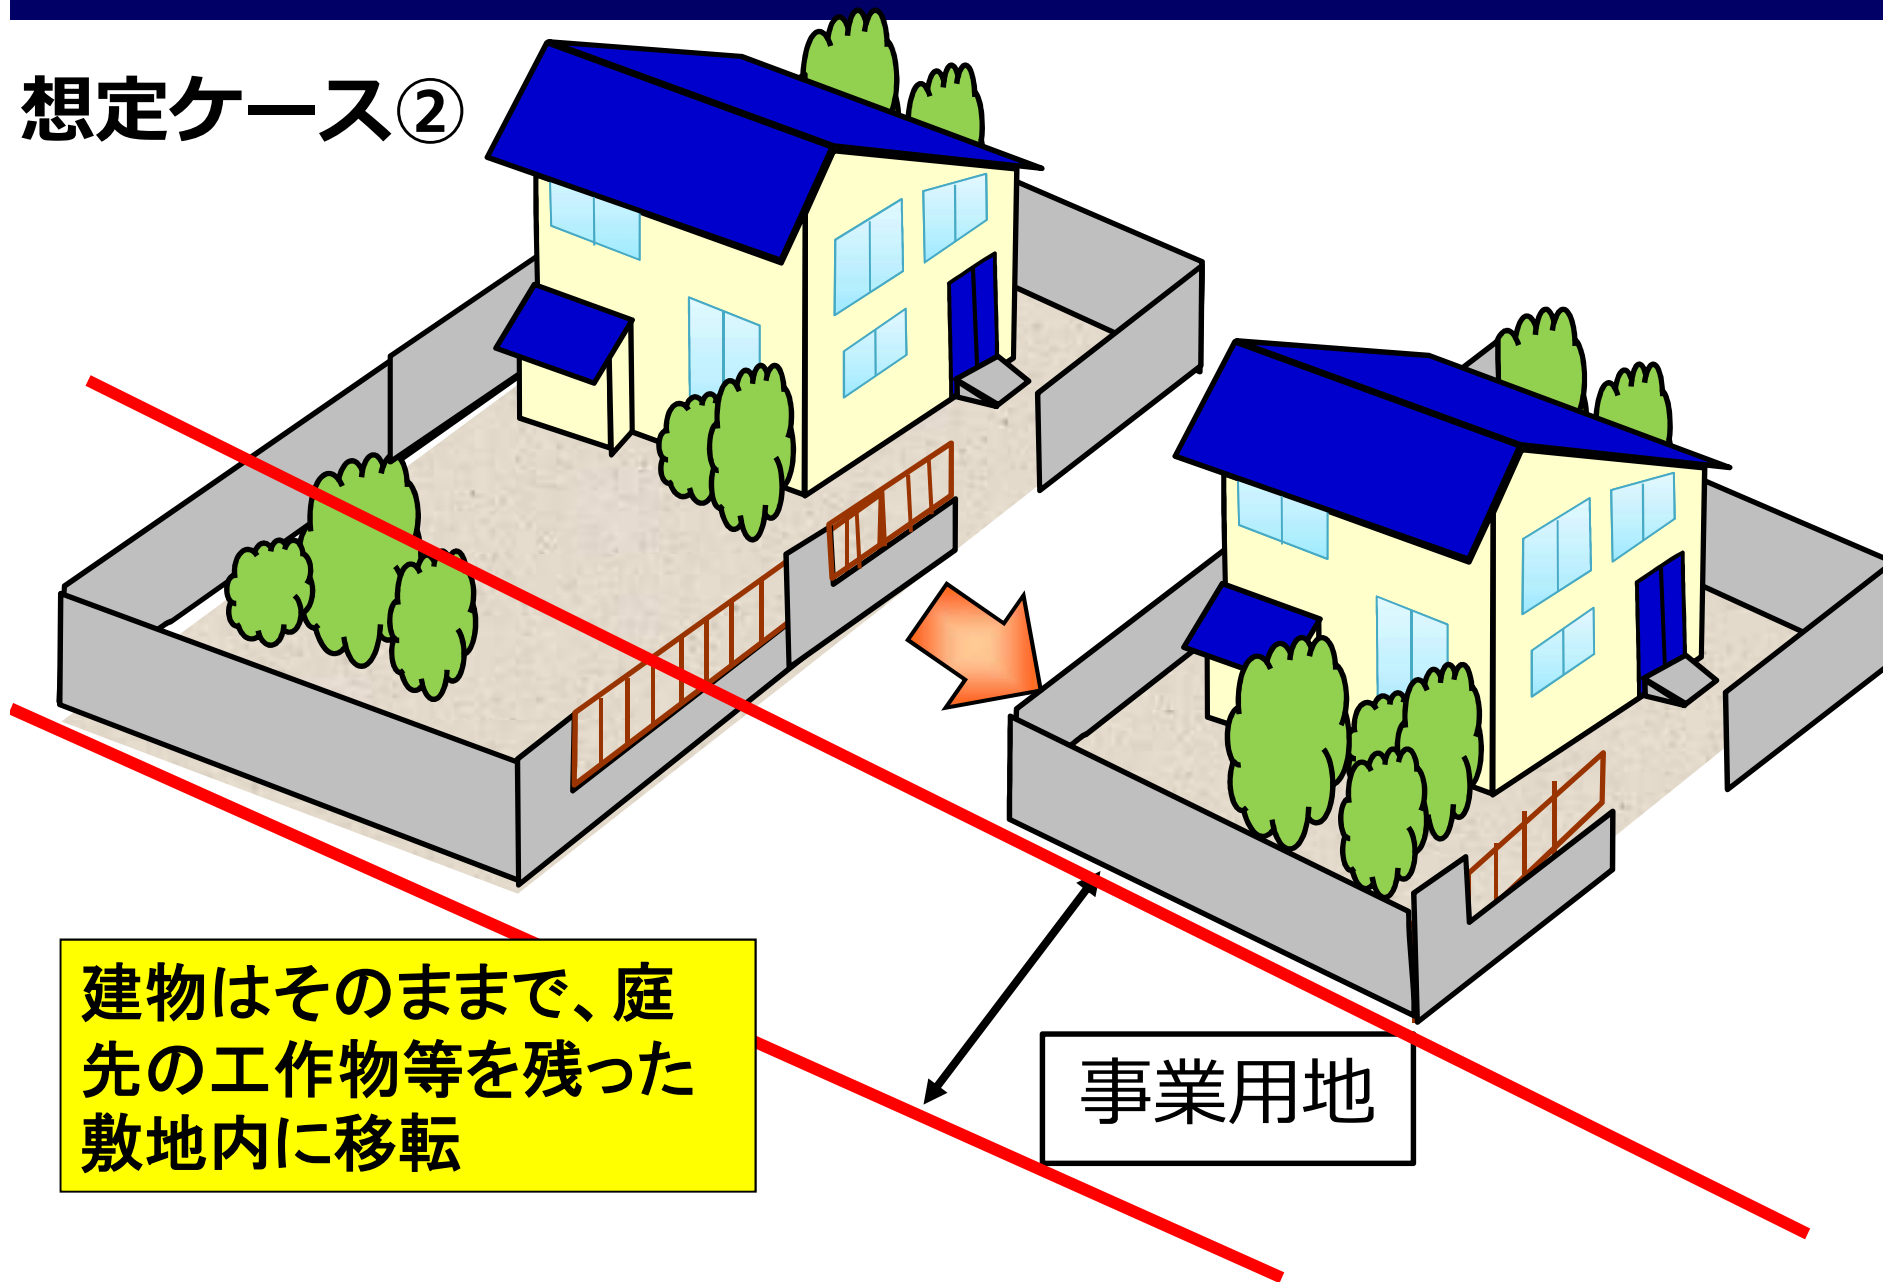 想定ケース②
建物はそのままで、庭
先の工作物等を残った
敷地内に移転
事業用地